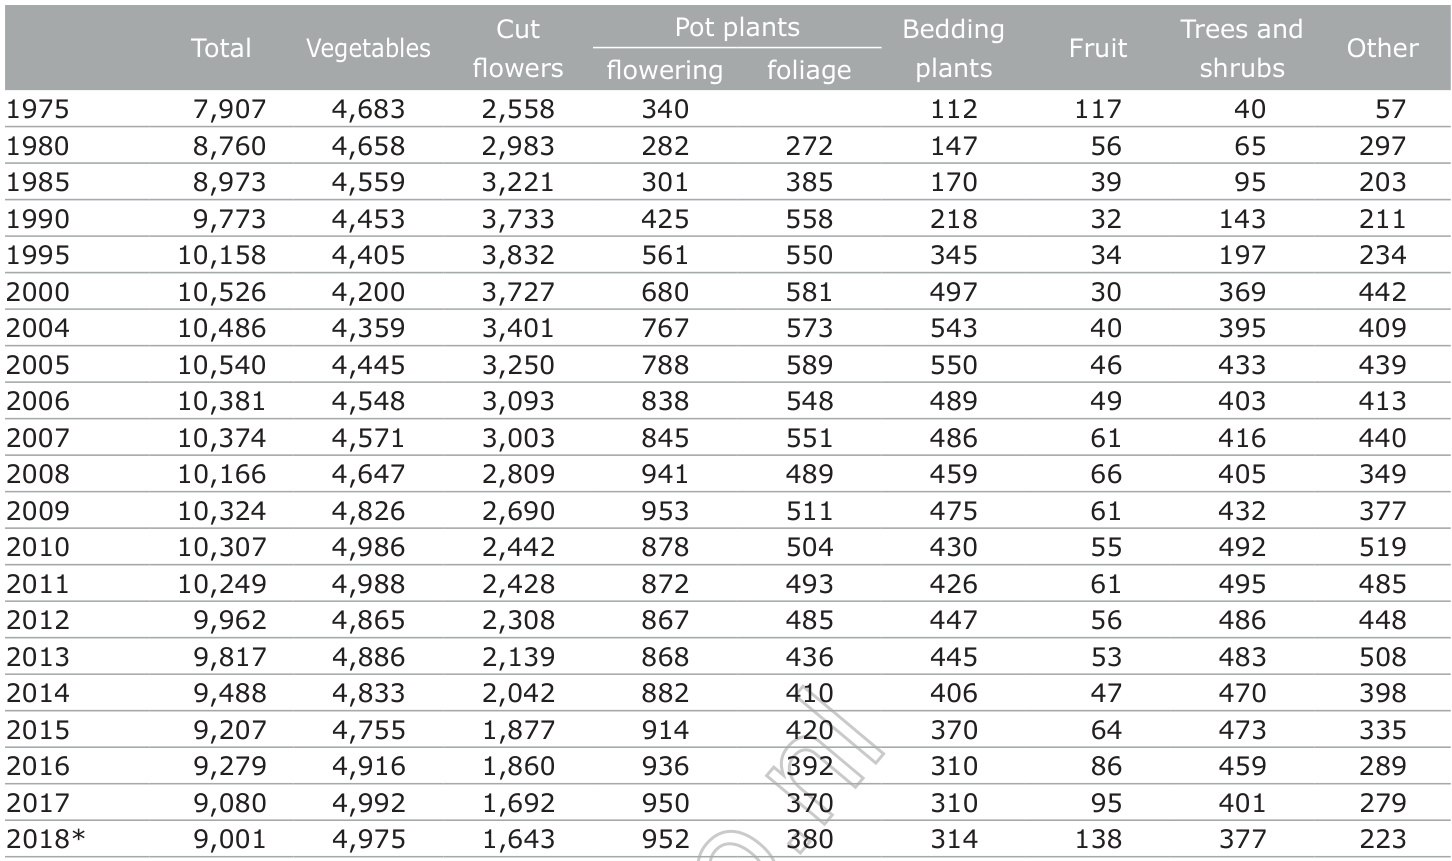 Total Vegetables Cut flowers Pot plants flowering foliage Bedding plants Fruit Trees and shrubs Other
1975 7,907 4,683 2,558 340 112 117 40 57
1980 8,760 4,658 2,983 282 272 147 56 65 297
1985 8,973 4,559 3,221 301 385 170 39 95 203
1990 9,773 4,453 3,733 425 558 218 32 143 211
1995 10,158 4,405 3,832 561 550 345 34 197 234
2000 10,526 4,200 3,727 680 581 497 30 369 442
2004 10,486 4,359 3,401 767 573 543 40 395 409
2005 10,540 4,445 3,250 788 589 550 46 433 439
2006 10,381 4,548 3,093 838 548 489 49 403 413
2007 10,374 4,571 3,003 845 551 486 61 416 440
2008 10,166 4,647 2,809 941 489 459 66 405 349
2009 10,324 4,826 2,690 953 511 475 61 432 377
2010 10,307 4,986 2,442 878 504 430 55 492 519
2011 10,249 4,988 2,428 872 493 426 61 495 485
2012 9,962 4,865 2,308 867 485 447 56 486 448
2013 9,817 4,886 2,139 868 436 445 53 483 508
2014 9,488 4,833 2,042 882 410 406 47 470 398
2015 9,207 4,755 1,877 914 420 370 64 473 335
2016 9,279 4,916 1,860 936 392 310 86 459 289
2017 9,080 4,992 1,692 950 370 310 95 401 279
2018* 9,001 4,975 1,643 952 380 314 138 377 223